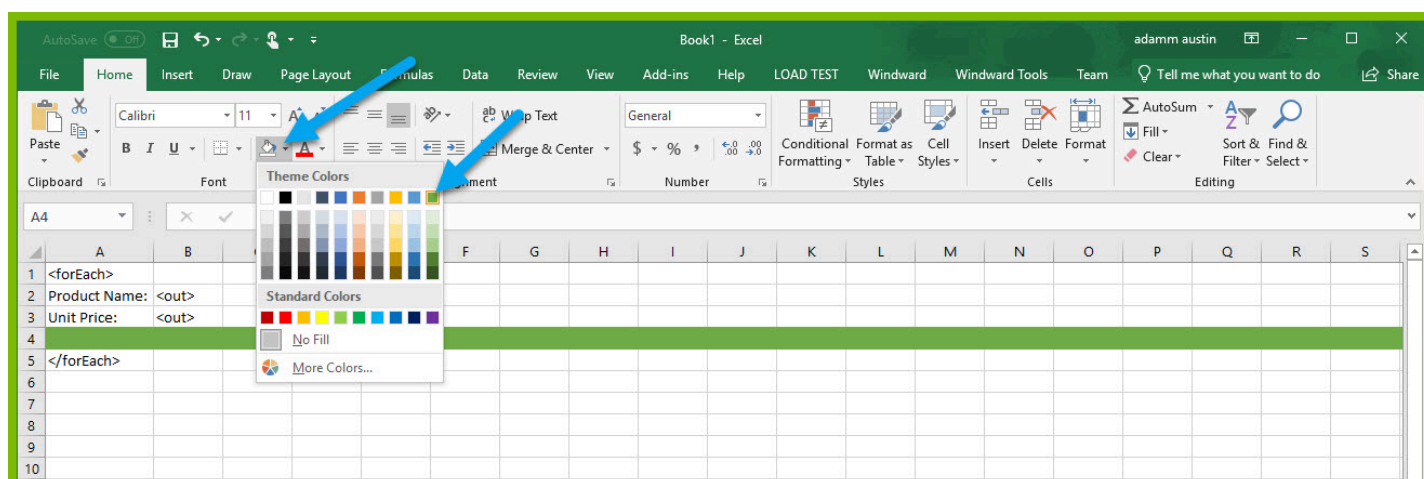 AutoSave Off Book1 - Excel adamm austin
File Home Insert Draw Page Layout Formulas Data Review View Add-ins Help LOAD TEST Windward Windward Tools Team Tell me what you want to do Share
Paste
Clipboard
Calibri 11
B I U A
Font
Wrap Text
Merge & Center
General
$ % ,
Number
Conditional Formatting
Format as Table
Cell Styles
Styles
Insert Delete Format
Cells
AutoSum
Fill
Clear
Sort & Filter
Find & Select
Editing
A4
Theme Colors
Standard Colors
No Fill
More Colors...
A B F G H I J K L M N O P Q R S
1 <forEach>
2 Product Name: <out>
3 Unit Price: <out>
4
5 </forEach>
6
7
8
9
10